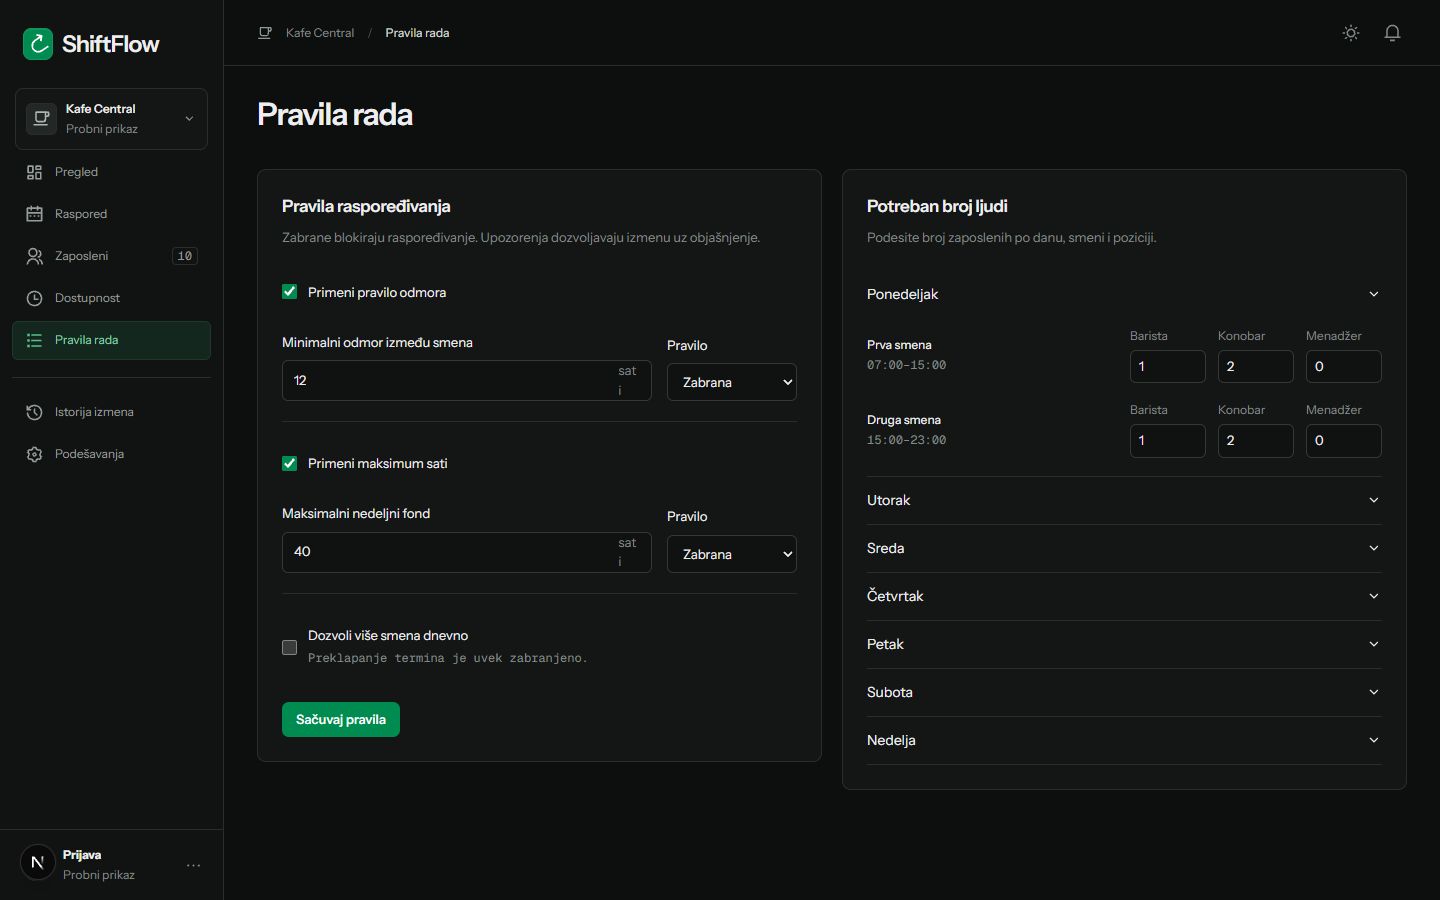 ShiftFlow
Kafe Central
Probni prikaz
Pregled
Raspored
Zaposleni 10
Dostupnost
Pravila rada
Istorija izmena
Podešavanja
N
Prijava
Probni prikaz
...
Kafe Central / Pravila rada
Pravila rada
Pravila raspoređivanja
Zabrane blokiraju raspoređivanje. Upozorenja dozvoljavaju izmenu uz objašnjenje.
Primeni pravilo odmora
Minimalni odmor između smena
Pravilo
12
sat
i
Zabrana
Primeni maksimum sati
Maksimalni nedeljni fond
Pravilo
40
sat
i
Zabrana
Dozvoli više smena dnevno
Preklapanje termina je uvek zabranjeno.
Sačuvaj pravila
Potreban broj ljudi
Podesite broj zaposlenih po danu, smeni i poziciji.
Ponedeljak
Barista Konobar Menadžer
Prva smena
07:00–15:00
1 2 0
Barista Konobar Menadžer
Druga smena
15:00–23:00
1 2 0
Utorak
Sreda
Četvrtak
Petak
Subota
Nedelja